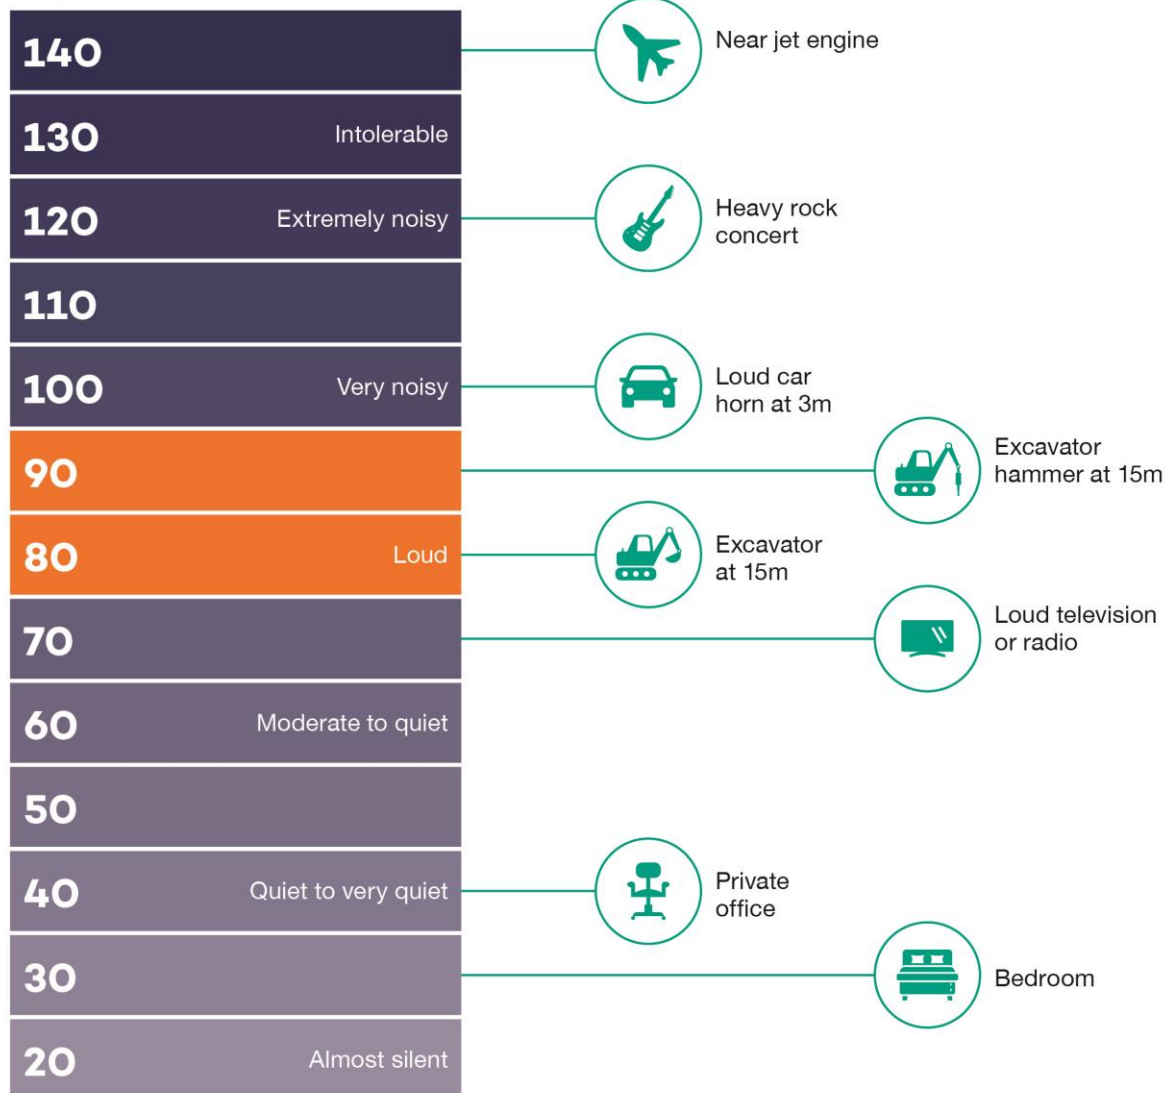 140
Near jet engine
130
Intolerable
120
Extremely noisy
Heavy rock
concert
110
100
Very noisy
Loud car
horn at 3m
90
Excavator
hammer at 15m
80
Loud
Excavator
at 15m
70
Loud television
or radio
60
Moderate to quiet
50
40
Quiet to very quiet
Private
office
30
Bedroom
20
Almost silent